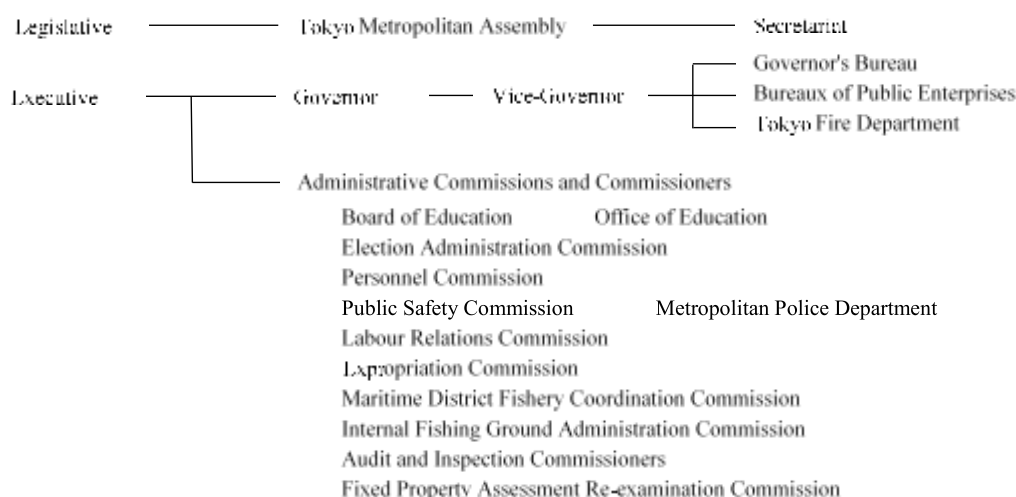 Legislative Tokyo Metropolitan Assembly Secretariat
Governor's Bureau
Executive Governor Vice-Governor Bureaux of Public Enterprises
Tokyo Fire Department
Administrative Commissions and Commissioners
Board of Education Office of Education
Election Administration Commission
Personnel Commission
Public Safety Commission Metropolitan Police Department
Labour Relations Commission
Expropriation Commission
Maritime District Fishery Coordination Commission
Internal Fishing Ground Administration Commission
Audit and Inspection Commissioners
Fixed Property Assessment Re-examination Commission